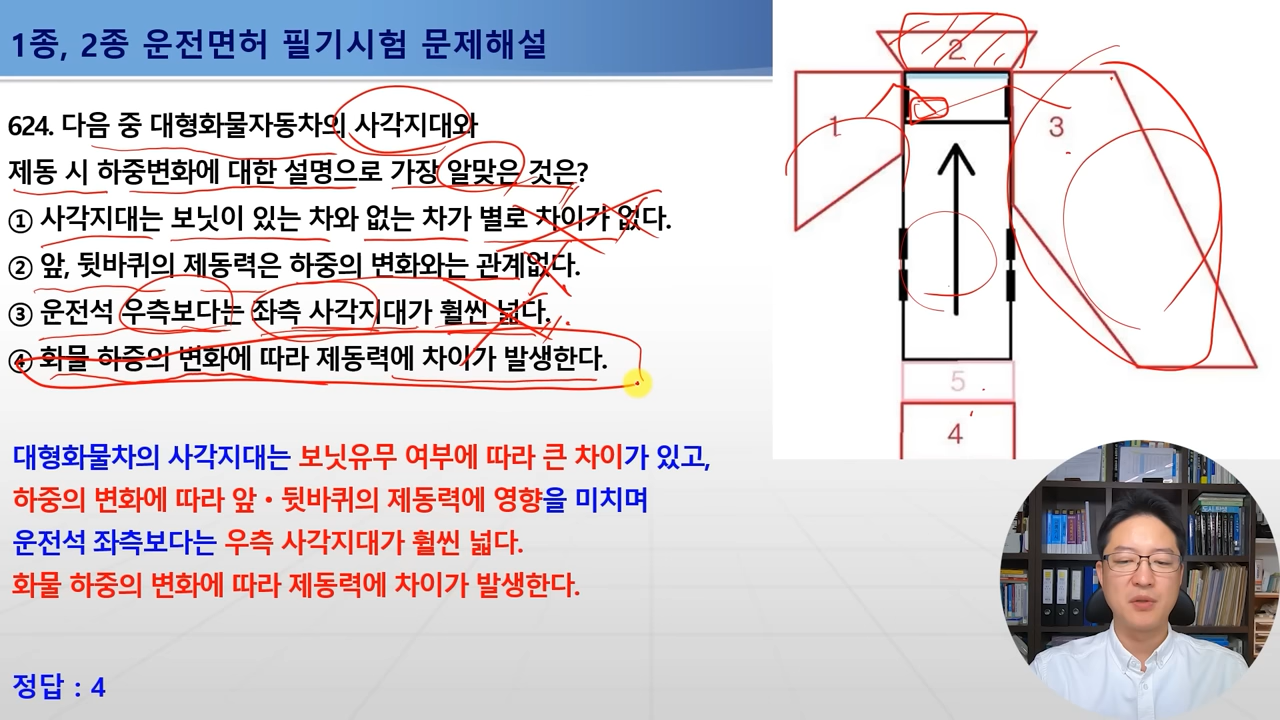 1종, 2종 운전면허 필기시험 문제해설
624. 다음 중 대형화물자동차의 사각지대와
제동 시 하중변화에 대한 설명으로 가장 알맞은 것은?
① 사각지대는 보닛이 있는 차와 없는 차가 별로 차이가 없다.
② 앞, 뒷바퀴의 제동력은 하중의 변화와는 관계없다.
③ 운전석 우측보다는 좌측 사각지대가 훨씬 넓다.
④ 화물 하중의 변화에 따라 제동력에 차이가 발생한다.
대형화물차의 사각지대는 보닛유무 여부에 따라 큰 차이가 있고,
하중의 변화에 따라 앞·뒷바퀴의 제동력에 영향을 미치며
운전석 좌측보다는 우측 사각지대가 훨씬 넓다.
화물 하중의 변화에 따라 제동력에 차이가 발생한다.
정답 : 4
2
1
3
5
4